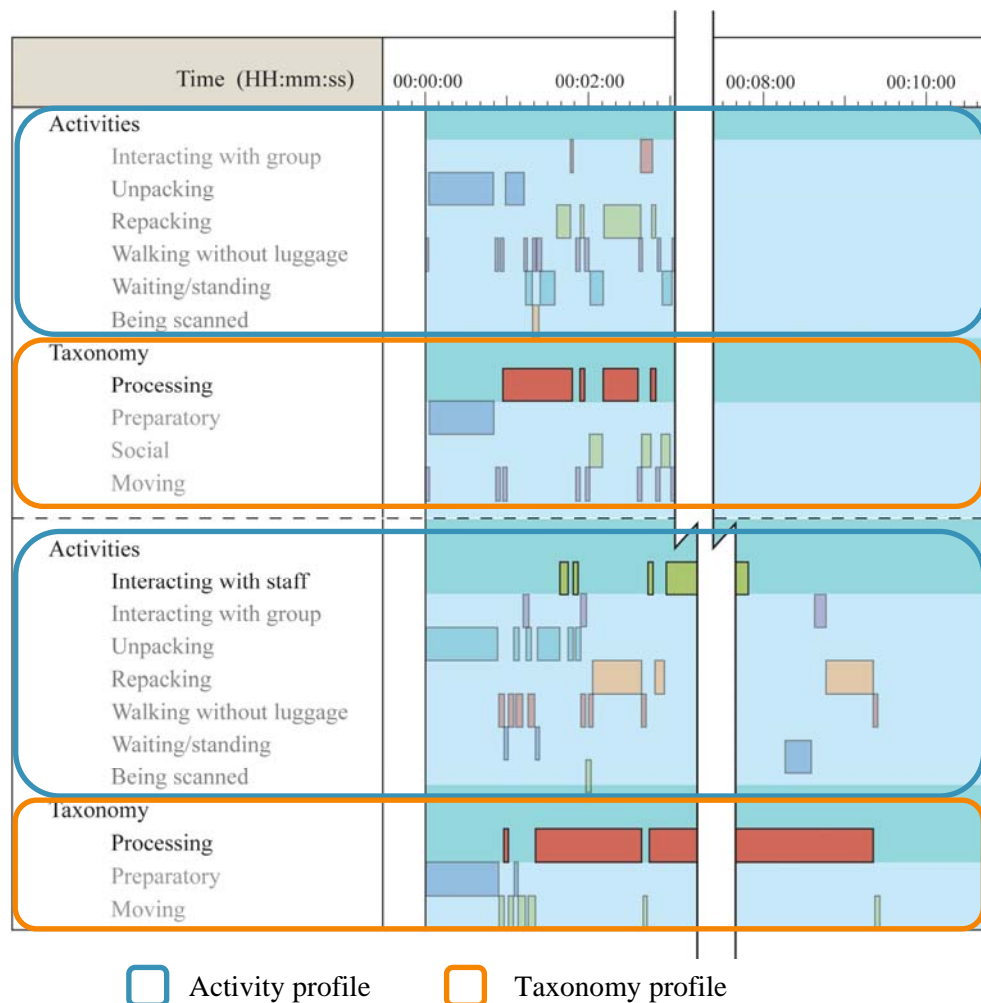 Time (HH:mm:ss) 00:00:00 00:02:00 00:08:00 00:10:00
Activities
Interacting with group
Unpacking
Repacking
Walking without luggage
Waiting/standing
Being scanned
Taxonomy
Processing
Preparatory
Social
Moving
Activities
Interacting with staff
Interacting with group
Unpacking
Repacking
Walking without luggage
Waiting/standing
Being scanned
Taxonomy
Processing
Preparatory
Moving
Activity profile Taxonomy profile